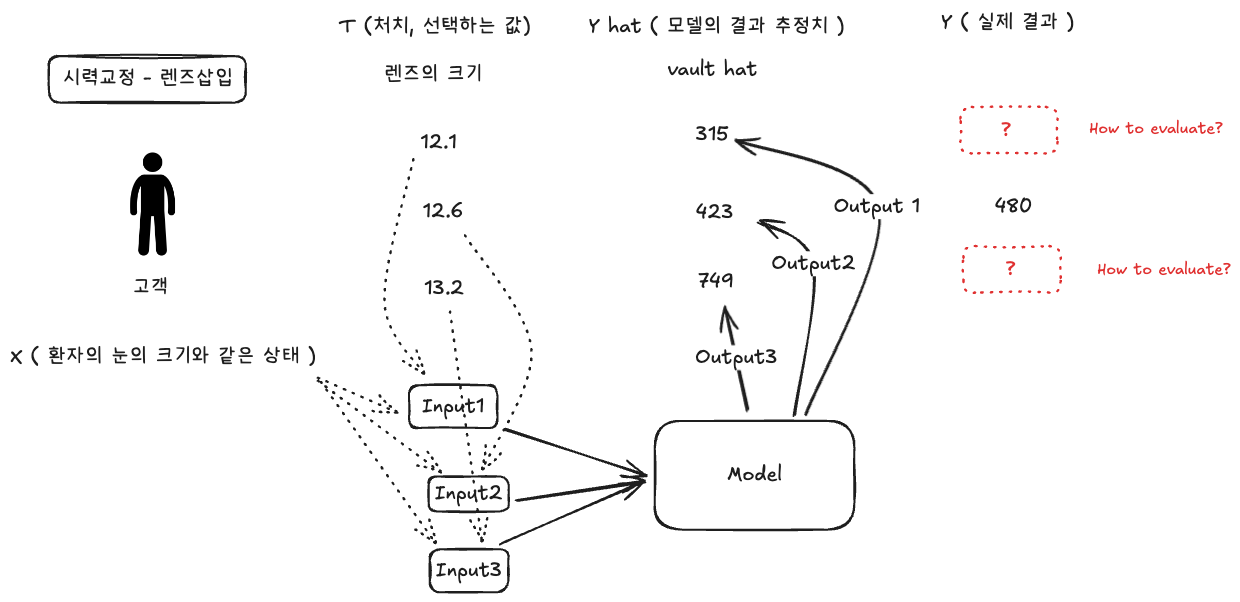 T (처치, 선택하는 값)
Y hat ( 모델의 결과 추정치 )
Y ( 실제 결과 )
시력교정 - 렌즈삽입
렌즈의 크기
vault hat
12.1
315
?
How to evaluate?
12.6
423
Output 1
480
고객
13.2
749
Output2
?
How to evaluate?
X ( 환자의 눈의 크기와 같은 상태 )
Output3
Input1
Model
Input2
Input3